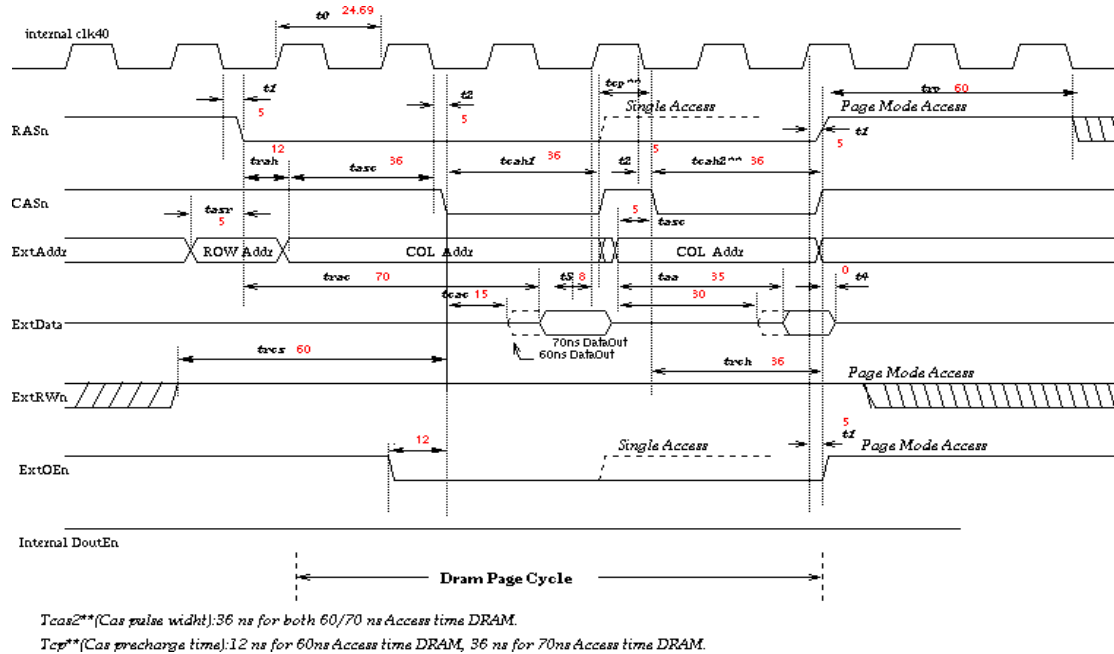 t0 24.69
internal clk40
tcp**
t1
t2
trp 60
Single Access
Page Mode Access
5
5
t1
RASn
12
5
5
trah
tasc
36
tcah1
36
t2
tcah2**
36
CASn
tasr
5
5
tasc
ExtAddr
ROW Addr
COL Addr
COL Addr
trac
70
t5
8
taa
35
0
t4
tcac
15
30
ExtData
70ns DataOut
60ns DataOut
trcs
60
trch
36
Page Mode Access
ExtRWn
5
12
Single Access
t1
Page Mode Access
ExtOEn
Internal DoutEn
Dram Page Cycle
Tcas2**(Cas pulse widht):36 ns for both 60/70 ns Access time DRAM.
Tcp**(Cas precharge time):12 ns for 60ns Access time DRAM, 36 ns for 70ns Access time DRAM.